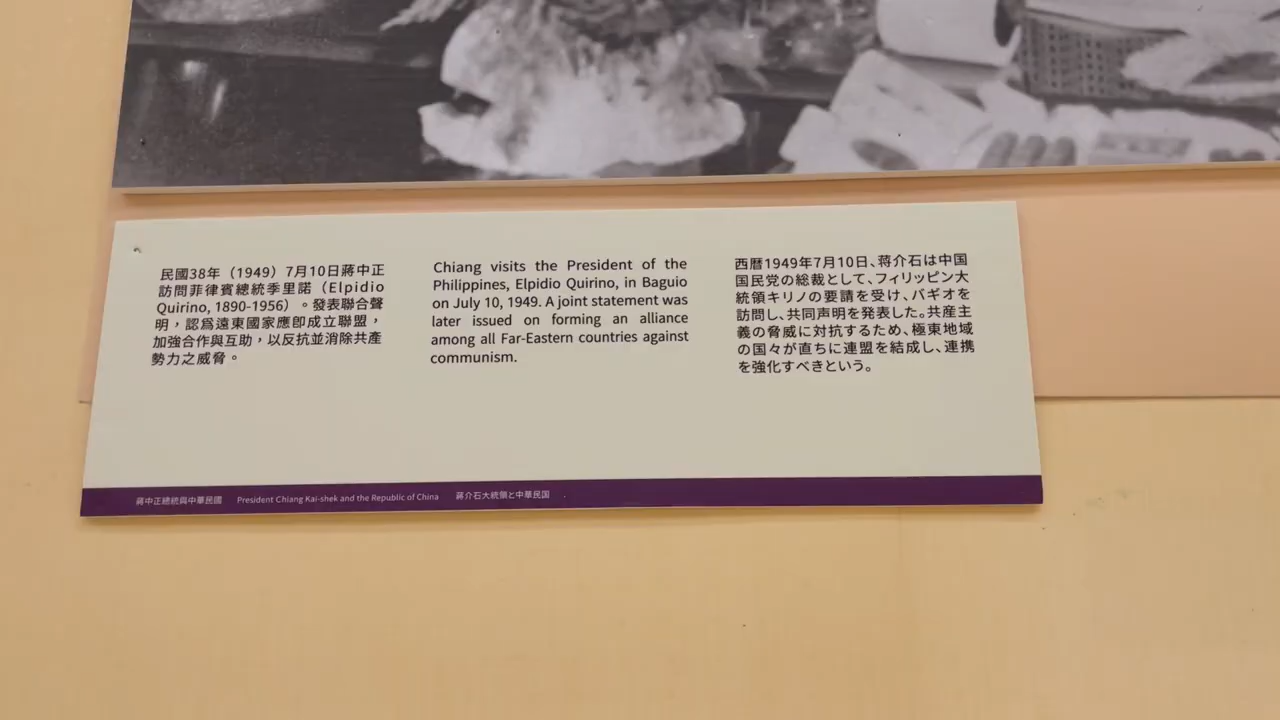 民國38年（1949）7月10日蔣中正
訪問菲律賓總統季里諾（Elpidio
Quirino, 1890-1956）。發表聯合聲
明，認爲遠東國家應卽成立聯盟，
加強合作與互助，以反抗並消除共產
勢力之威脅。
Chiang visits the President of the
Philippines, Elpidio Quirino, in Baguio
on July 10, 1949. A joint statement was
later issued on forming an alliance
among all Far-Eastern countries against
communism.
西暦1949年7月10日、蒋介石は中国
国民党の総裁として、フィリッピン大
統領キリノの要請を受け、バギオを
訪問し、共同声明を発表した。共産主
義の脅威に対抗するため、極東地域
の国々が直ちに連盟を結成し、連携
を強化すべきという。
蔣中正總統與中華民國 President Chiang Kai-shek and the Republic of China 蔣介石大統領と中華民国